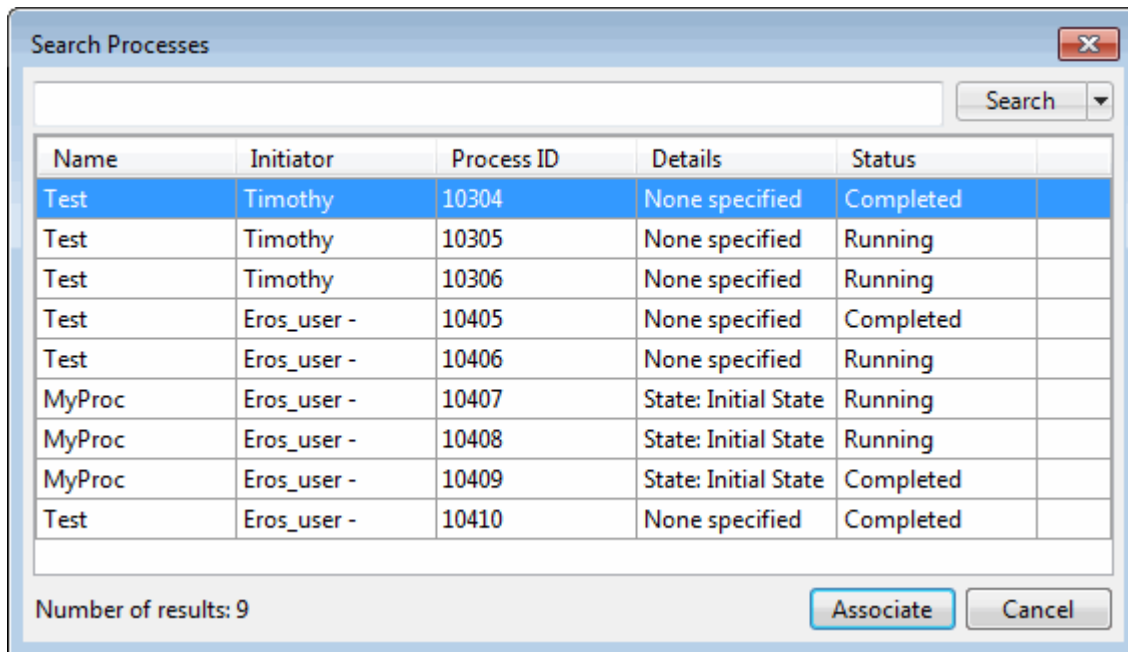 Search Processes
Search
Name Initiator Process ID Details Status
Test Timothy 10304 None specified Completed
Test Timothy 10305 None specified Running
Test Timothy 10306 None specified Running
Test Eros_user - 10405 None specified Completed
Test Eros_user - 10406 None specified Running
MyProc Eros_user - 10407 State: Initial State Running
MyProc Eros_user - 10408 State: Initial State Running
MyProc Eros_user - 10409 State: Initial State Completed
Test Eros_user - 10410 None specified Completed
Number of results: 9 Associate Cancel